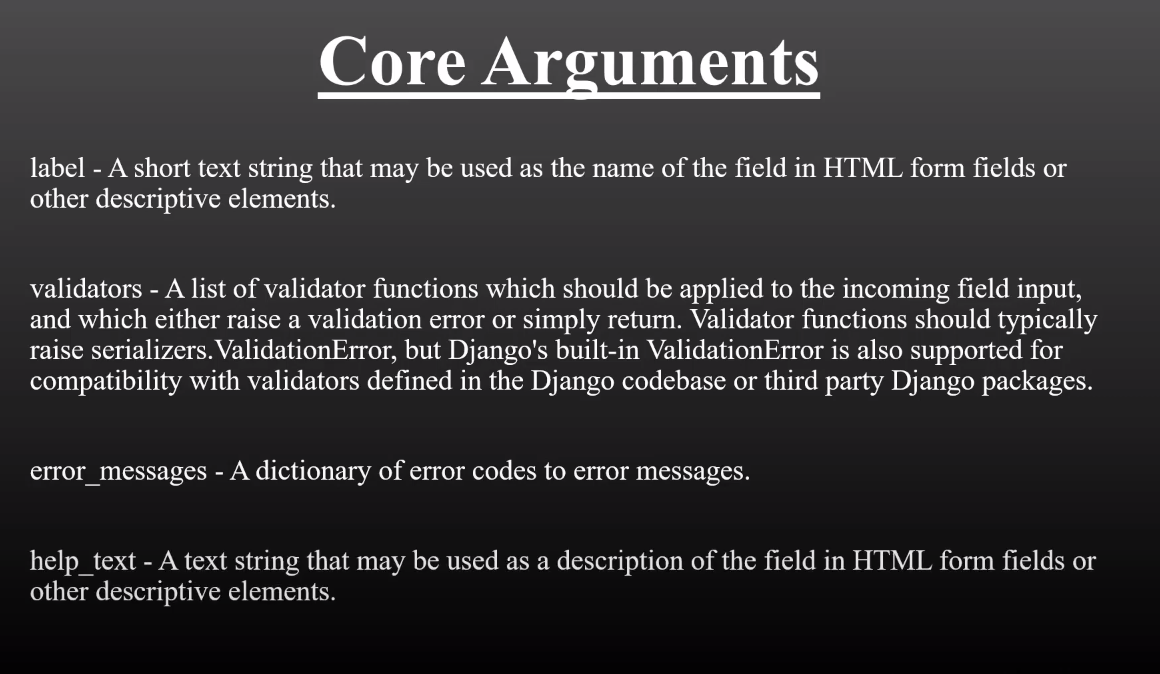 Core Arguments
label - A short text string that may be used as the name of the field in HTML form fields or
other descriptive elements.
validators - A list of validator functions which should be applied to the incoming field input,
and which either raise a validation error or simply return. Validator functions should typically
raise serializers.ValidationError, but Django's built-in ValidationError is also supported for
compatibility with validators defined in the Django codebase or third party Django packages.
error_messages - A dictionary of error codes to error messages.
help_text - A text string that may be used as a description of the field in HTML form fields or
other descriptive elements.